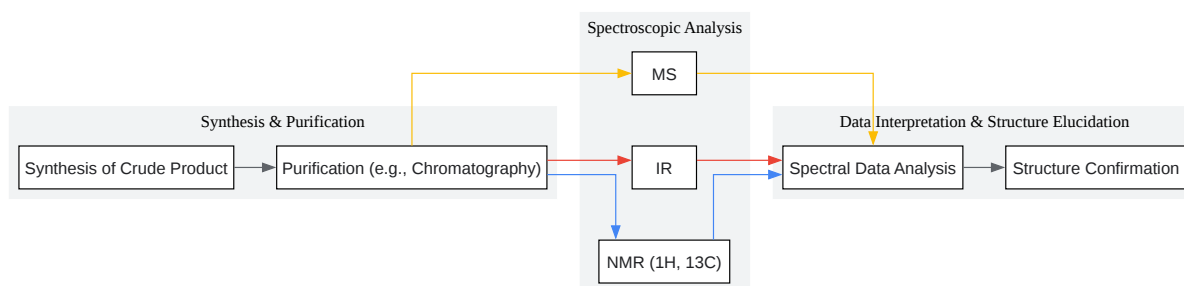 Spectroscopic Analysis
MS
Synthesis & Purification
Data Interpretation & Structure Elucidation
Synthesis of Crude Product
Purification (e.g., Chromatography)
IR
Spectral Data Analysis
Structure Confirmation
NMR (1H, 13C)